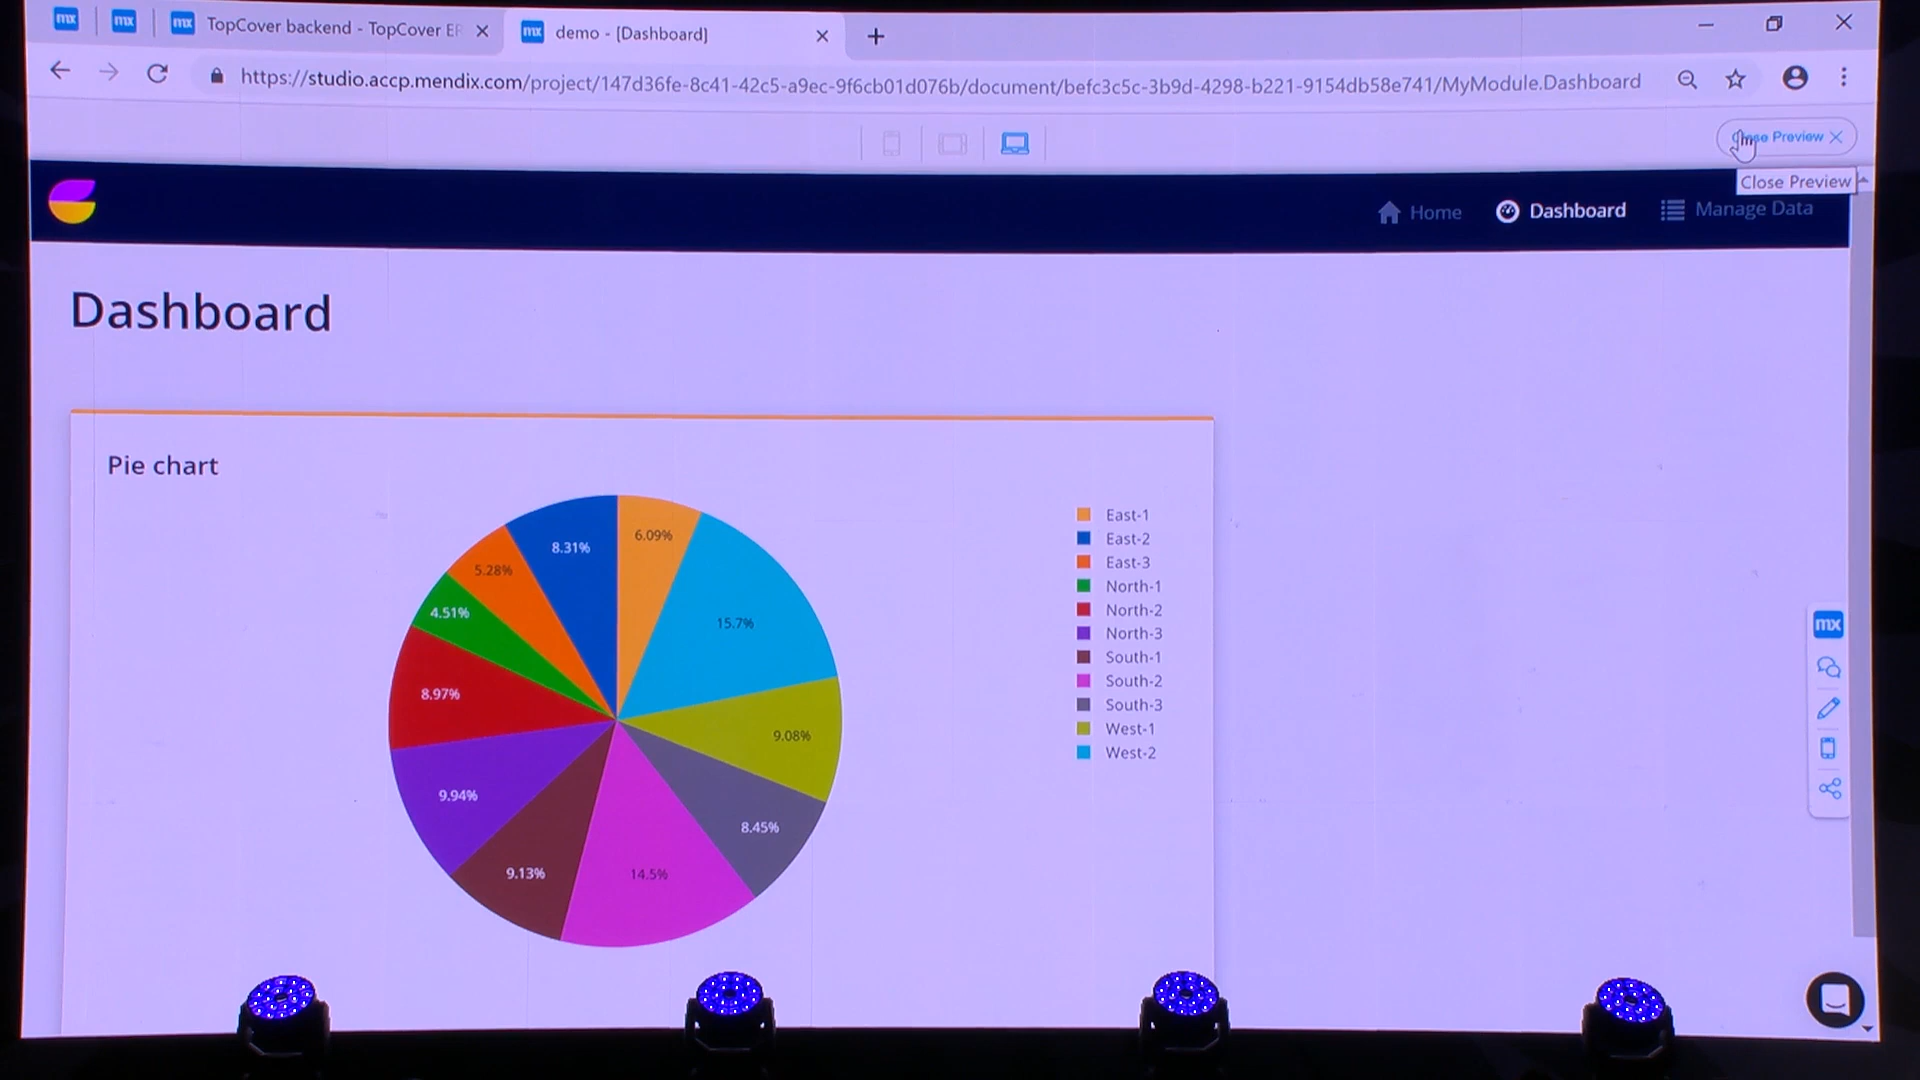 mx
mx
mx TopCover backend - TopCover EF
mx demo - [Dashboard]
https://studio.accp.mendix.com/project/147d36fe-8c41-42c5-a9ec-9f6cb01d076b/document/befc3c5c-3b9d-4298-b221-9154db58e741/MyModule.Dashboard
Preview
Close Preview
Home
Dashboard
Manage Data
Dashboard
Pie chart
8.31%
6.09%
5.28%
4.51%
15.7%
8.97%
9.08%
9.94%
8.45%
9.13%
14.5%
East-1
East-2
East-3
North-1
North-2
North-3
South-1
South-2
South-3
West-1
West-2
mx